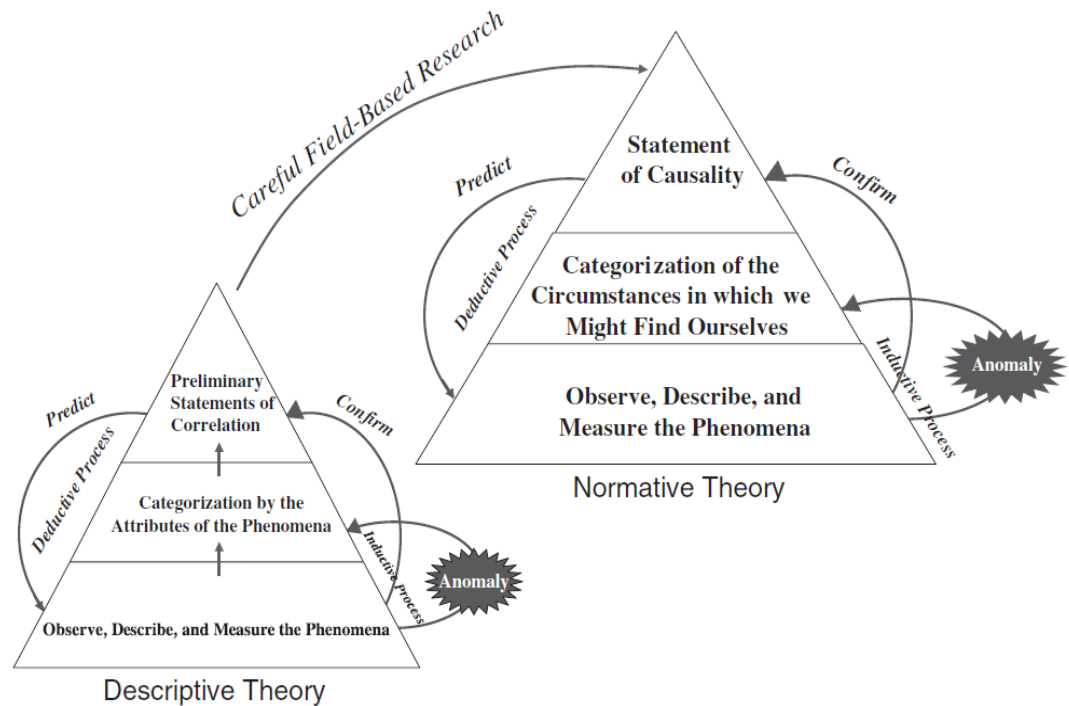 Careful Field-Based Research
Statement
of Causality
Predict
Confirm
Deductive Process
Categorization of the
Circumstances in which we
Might Find Ourselves
Inductive Process
Anomaly
Observe, Describe, and
Measure the Phenomena
Normative Theory
Preliminary
Statements of
Correlation
Predict
Confirm
Deductive Process
Categorization by the
Attributes of the Phenomena
Inductive process
Anomaly
Observe, Describe, and Measure the Phenomena
Descriptive Theory